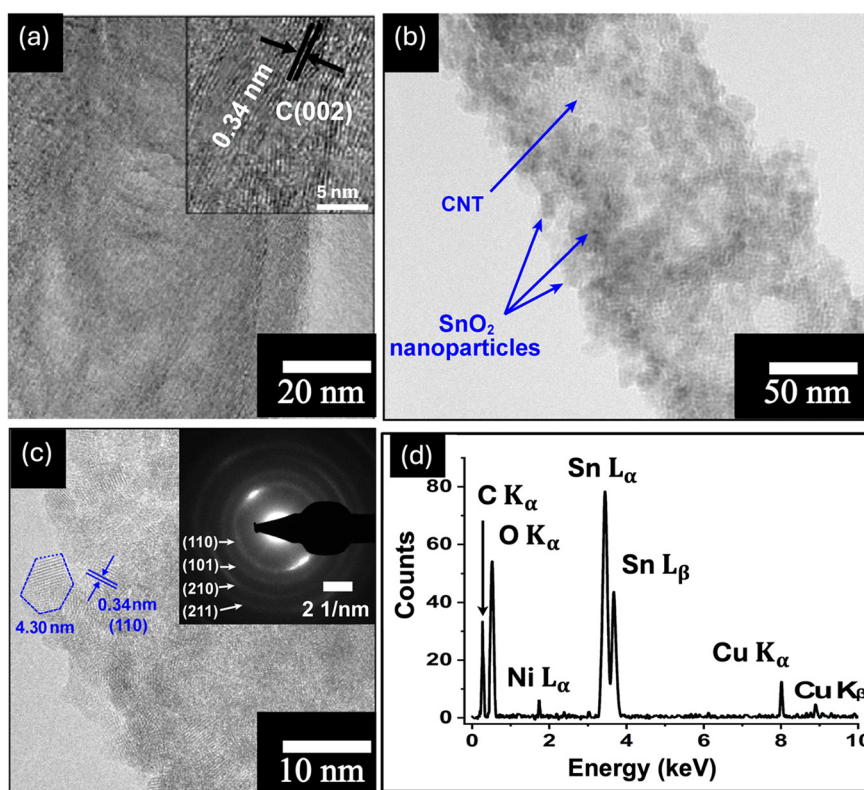 (a)
0.34 nm
C(002)
5 nm
20 nm
(b)
CNT
SnO₂
nanoparticles
50 nm
(c)
4.30 nm
0.34nm
(110)
(110)
(101)
(210)
(211)
2 1/nm
10 nm
(d)
Sn Lα
C Kα
O Kα
Sn Lβ
Ni Lα
Cu Kα
Cu Kβ
Counts
80
60
40
20
0
0 2 4 6 8 10
Energy (keV)